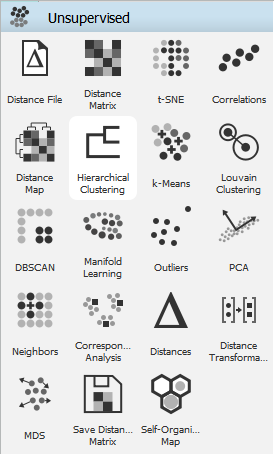 Unsupervised
Distance File
Distance
Matrix
t-SNE
Correlations
Distance
Map
Hierarchical
Clustering
k-Means
Louvain
Clustering
DBSCAN
Manifold
Learning
Outliers
PCA
Neighbors
Correspon...
Analysis
Distances
Distance
Transforma...
MDS
Save Distan...
Matrix
Self-Organi...
Map